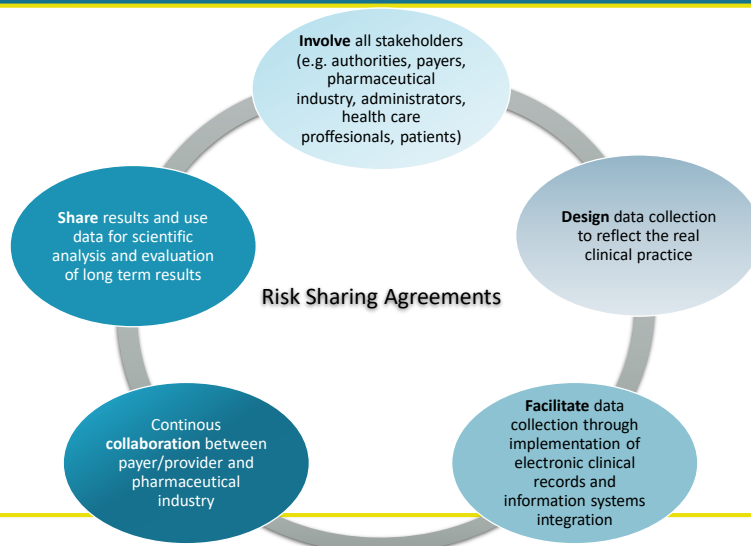 Involve all stakeholders
(e.g. authorities, payers,
pharmaceutical
industry, administrators,
health care
proffesionals, patients)
Share results and use
data for scientific
analysis and evaluation
of long term results
Design data collection
to reflect the real
clinical practice
Risk Sharing Agreements
Continous
collaboration between
payer/provider and
pharmaceutical
industry
Facilitate data
collection through
implementation of
electronic clinical
records and
information systems
integration